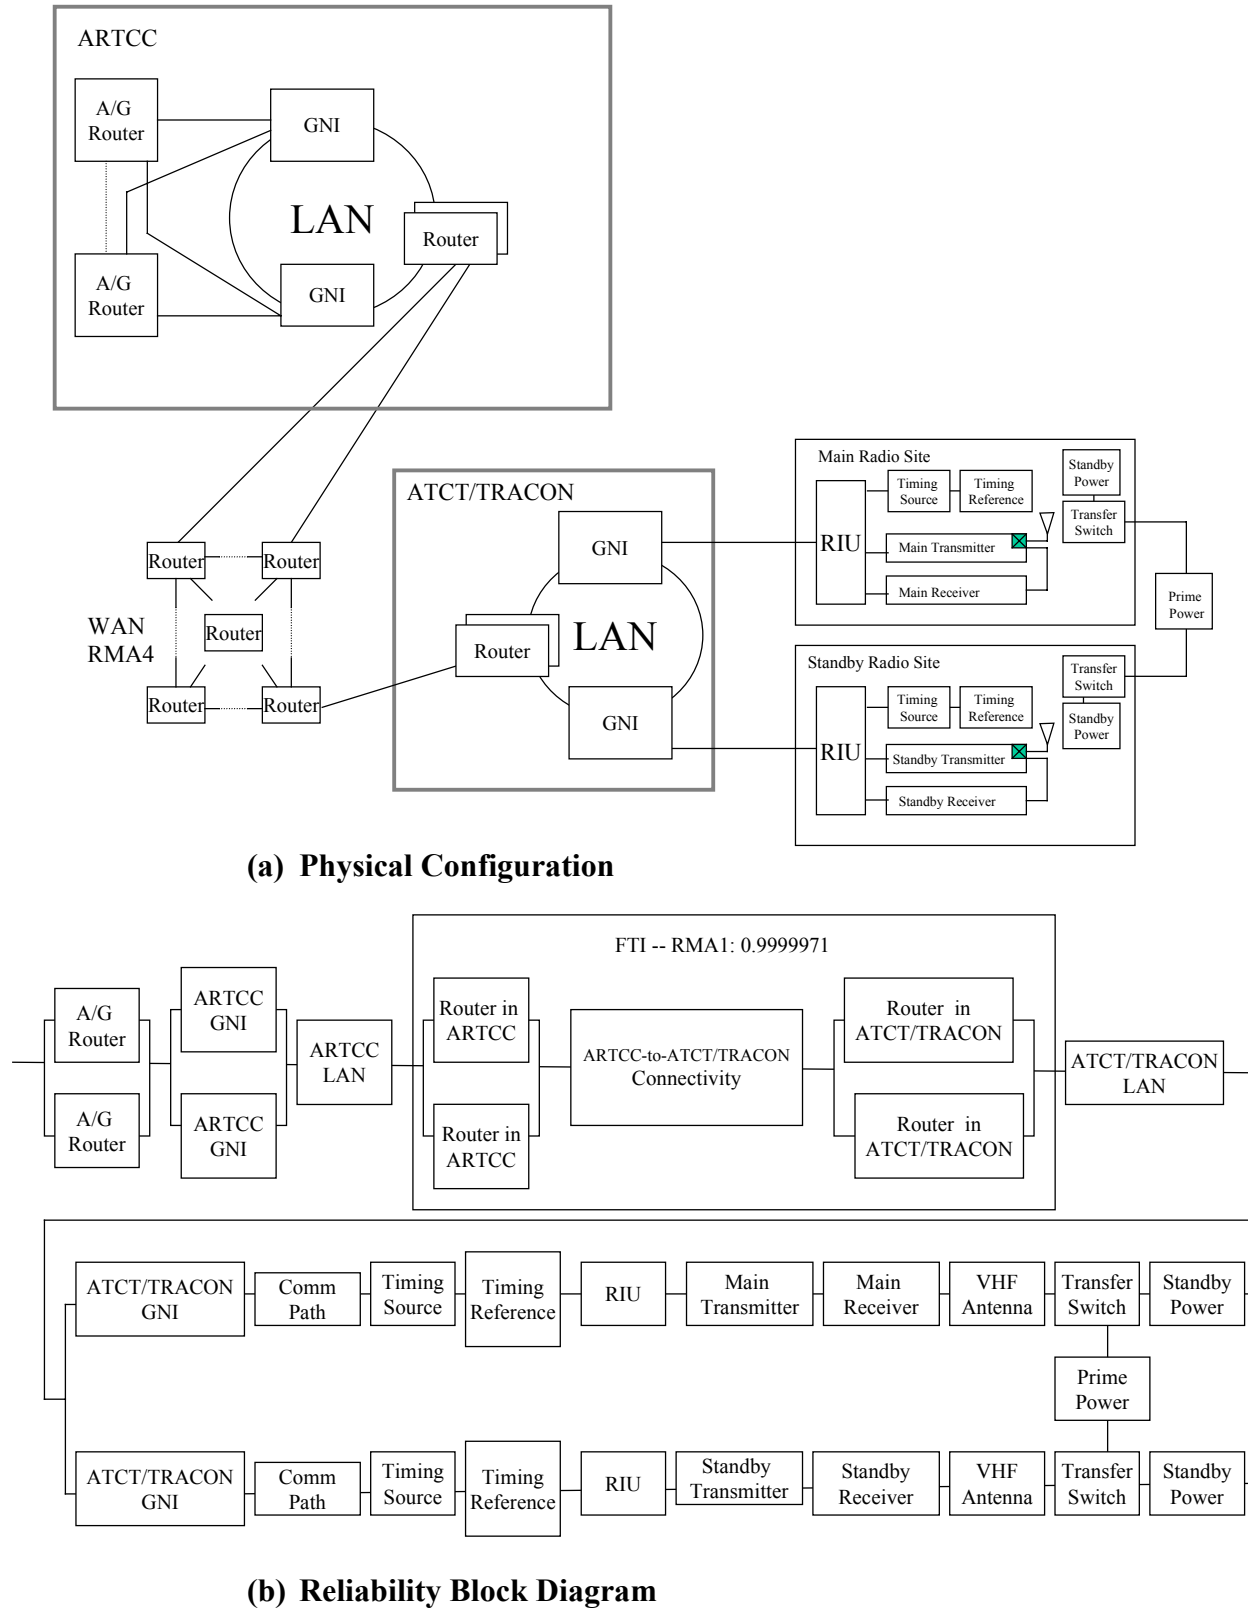 ARTCC
A/G
Router
GNI
LAN
Router
A/G
Router
GNI
ATCT/TRACON
GNI
Router
LAN
GNI
Router
Router
Router
WAN
RMA4
Router
Router
Main Radio Site
RIU
Timing
Source
Timing
Reference
Main Transmitter
Main Receiver
Standby
Power
Transfer
Switch
Prime
Power
Standby Radio Site
RIU
Timing
Source
Timing
Reference
Standby Transmitter
Standby Receiver
Transfer
Switch
Standby
Power
(a) Physical Configuration
FTI -- RMA1: 0.9999971
A/G
Router
A/G
Router
ARTCC
GNI
ARTCC
GNI
ARTCC
LAN
Router in
ARTCC
Router in
ARTCC
ARTCC-to-ATCT/TRACON
Connectivity
Router in
ATCT/TRACON
Router in
ATCT/TRACON
ATCT/TRACON
LAN
ATCT/TRACON
GNI
Comm
Path
Timing
Source
Timing
Reference
RIU
Main
Transmitter
Main
Receiver
VHF
Antenna
Transfer
Switch
Standby
Power
Prime
Power
ATCT/TRACON
GNI
Comm
Path
Timing
Source
Timing
Reference
RIU
Standby
Transmitter
Standby
Receiver
VHF
Antenna
Transfer
Switch
Standby
Power
(b) Reliability Block Diagram